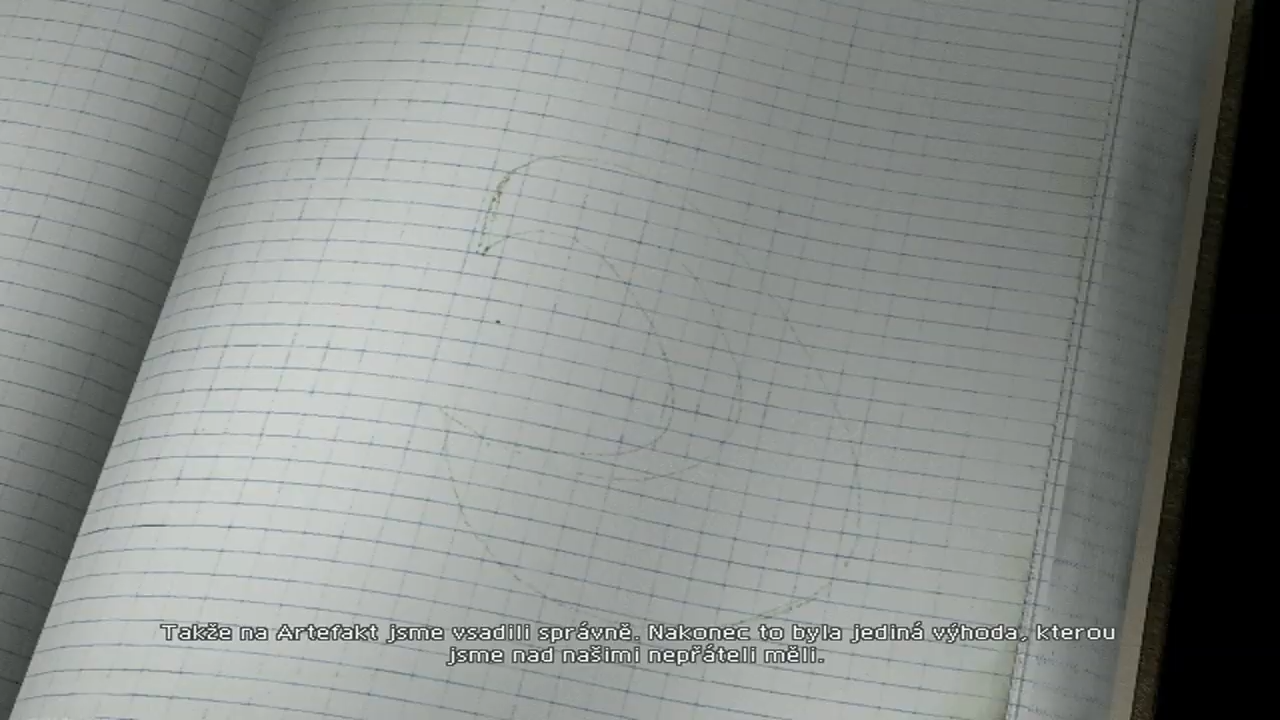 Takže na Artefakt jsme vsadili správně. Nakonec to byla jediná výhoda, kterou
jsme nad našimi nepřáteli měli.